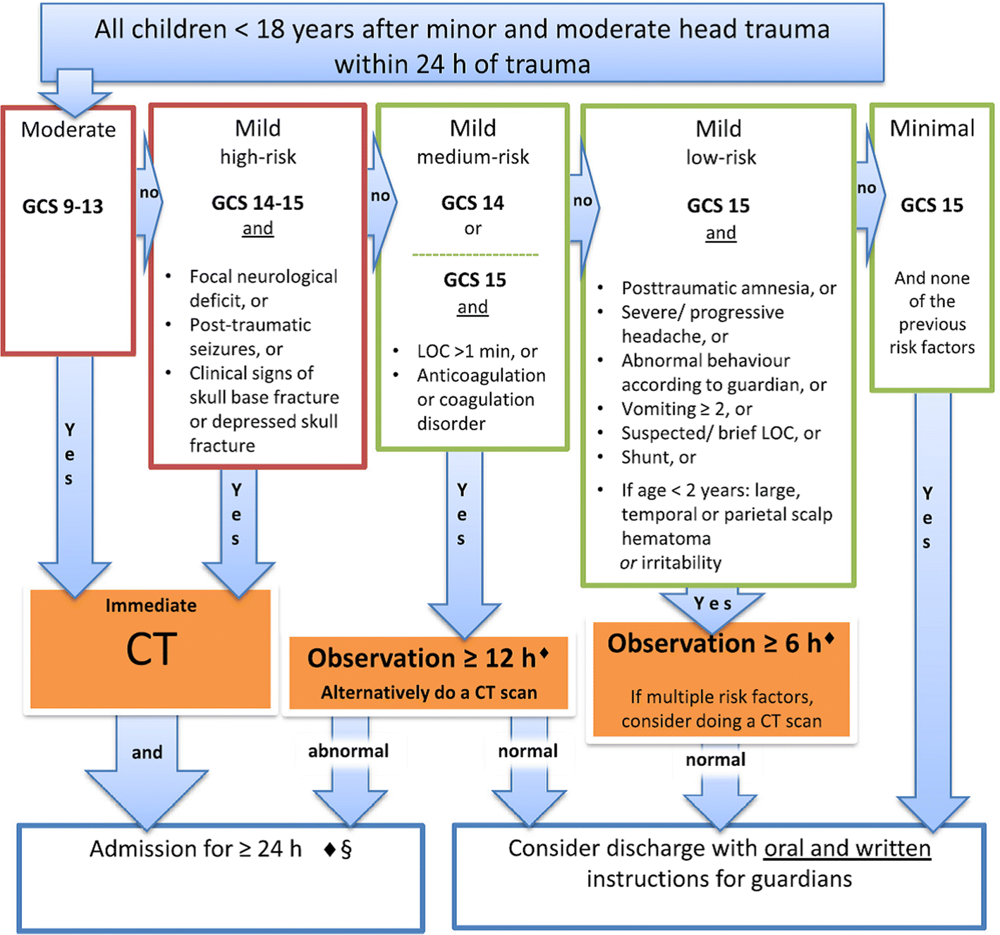 All children < 18 years after minor and moderate head trauma
within 24 h of trauma
Moderate
GCS 9-13
no
Mild
high-risk
GCS 14-15
and
• Focal neurological
deficit, or
• Post-traumatic
seizures, or
• Clinical signs of
skull base fracture
or depressed skull
fracture
no
Mild
medium-risk
GCS 14
or
GCS 15
and
• LOC >1 min, or
• Anticoagulation
or coagulation
disorder
no
Mild
low-risk
GCS 15
and
• Posttraumatic amnesia, or
• Severe/ progressive
headache, or
• Abnormal behaviour
according to guardian, or
• Vomiting ≥ 2, or
• Suspected/ brief LOC, or
• Shunt, or
• If age < 2 years: large,
temporal or parietal scalp
hematoma
or irritability
no
Minimal
GCS 15
And none
of the
previous
risk factors
Yes
Yes
Yes
Yes
Yes
Immediate
CT
Observation ≥ 12 h♦
Alternatively do a CT scan
Observation ≥ 6 h♦
If multiple risk factors,
consider doing a CT scan
and
abnormal
normal
normal
Admission for ≥ 24 h ♦ §
Consider discharge with oral and written
instructions for guardians